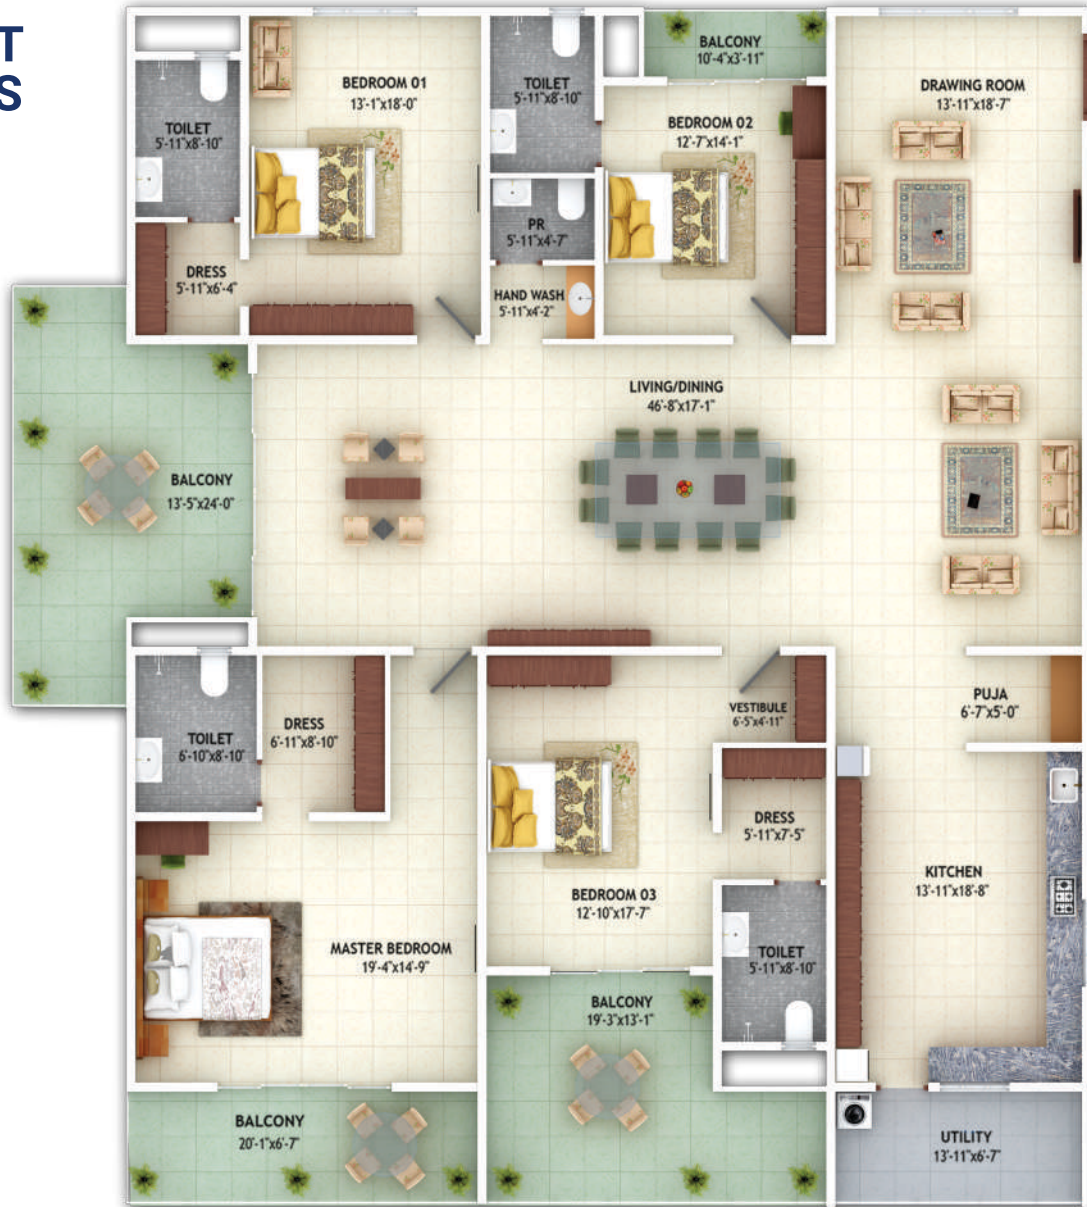 T
S
BALCONY
10'-4"x3'-11"
BEDROOM 01
13'-1"x18'-0"
TOILET
5'-11"x8'-10"
DRAWING ROOM
13'-11"x18'-7"
TOILET
5'-11"x8'-10"
BEDROOM 02
12'-7"x14'-1"
PR
5'-11"x4'-7"
DRESS
5'-11"x6'-4"
HAND WASH
5'-11"x4'-2"
LIVING/DINING
46'-8"x17'-1"
BALCONY
13'-5"x24'-0"
PUJA
6'-7"x5'-0"
VESTIBULE
6'-5"x4'-11"
DRESS
6'-11"x8'-10"
TOILET
6'-10"x8'-10"
DRESS
5'-11"x7'-5"
KITCHEN
13'-11"x18'-8"
BEDROOM 03
12'-10"x17'-7"
MASTER BEDROOM
19'-4"x14'-9"
TOILET
5'-11"x8'-10"
BALCONY
19'-3"x13'-1"
BALCONY
20'-1"x6'-7"
UTILITY
13'-11"x6'-7"